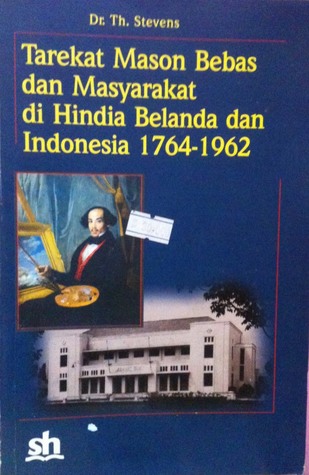 Dr. Th. Stevens
Tarekat Mason Bebas
dan Masyarakat
di Hindia Belanda dan
Indonesia 1764-1962
sh